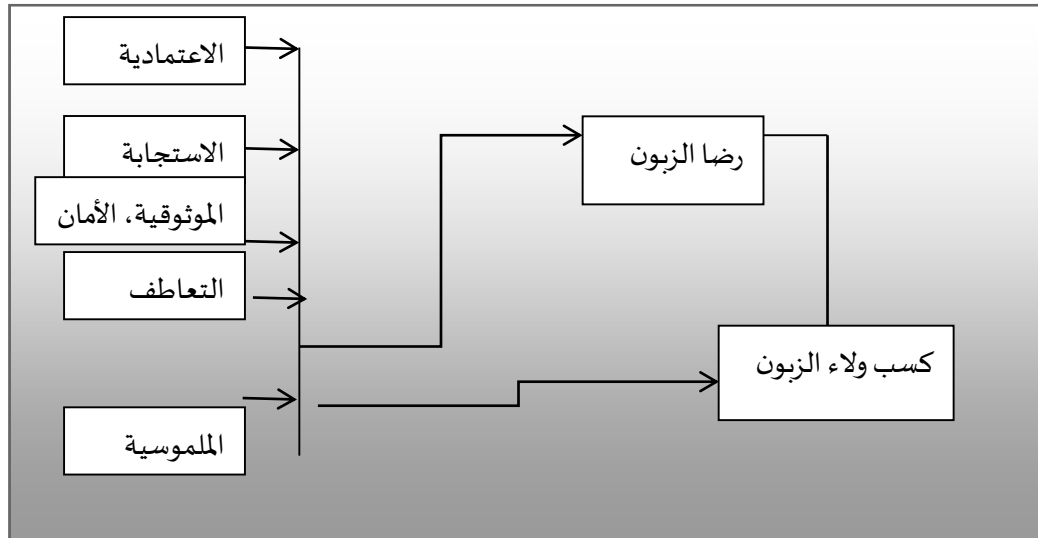 الاعتمادية
الاستجابة
الموثوقية، الأمان
التعاطف
الملموسية
رضا الزبون
كسب ولاء الزبون